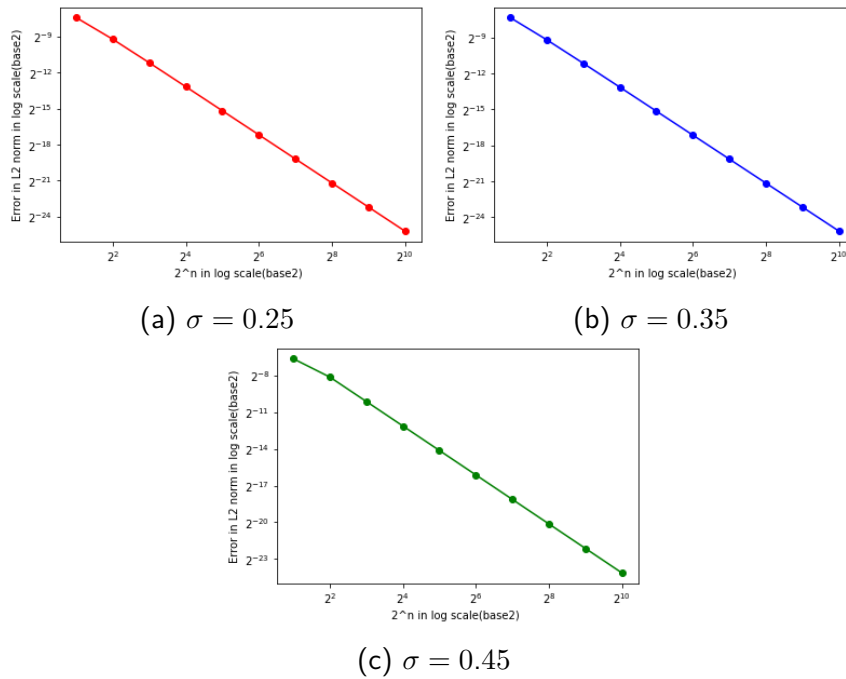 Error in L2 norm in log scale(base2)
2^-9
2^-12
2^-15
2^-18
2^-21
2^-24
2^2 2^4 2^6 2^8 2^10
2^n in log scale(base2)
(a) σ = 0.25
Error in L2 norm in log scale(base2)
2^-9
2^-12
2^-15
2^-18
2^-21
2^-24
2^2 2^4 2^6 2^8 2^10
2^n in log scale(base2)
(b) σ = 0.35
Error in L2 norm in log scale(base2)
2^-8
2^-11
2^-14
2^-17
2^-20
2^-23
2^2 2^4 2^6 2^8 2^10
2^n in log scale(base2)
(c) σ = 0.45